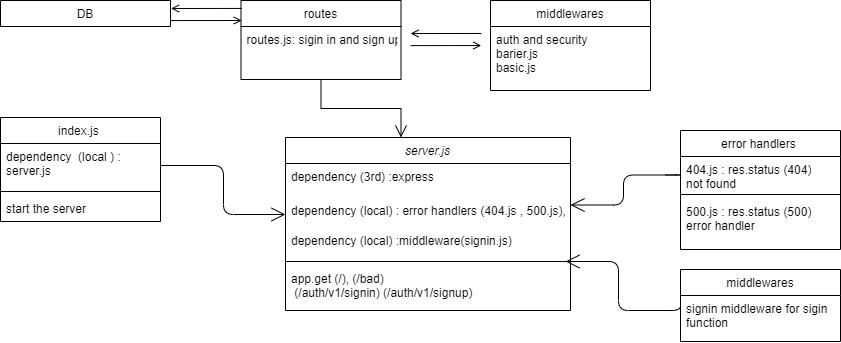 DB
routes
routes.js: sigin in and sign up
middlewares
auth and security
barier.js
basic.js
index.js
dependency (local ) :
server.js
start the server
server.js
dependency (3rd) :express
dependency (local) : error handlers (404.js , 500.js),
dependency (local) :middleware(signin.js)
app.get (/), (/bad)
(/auth/v1/signin) (/auth/v1/signup)
error handlers
404.js : res.status (404)
not found
500.js : res.status (500)
error handler
middlewares
signin middleware for sigin
function